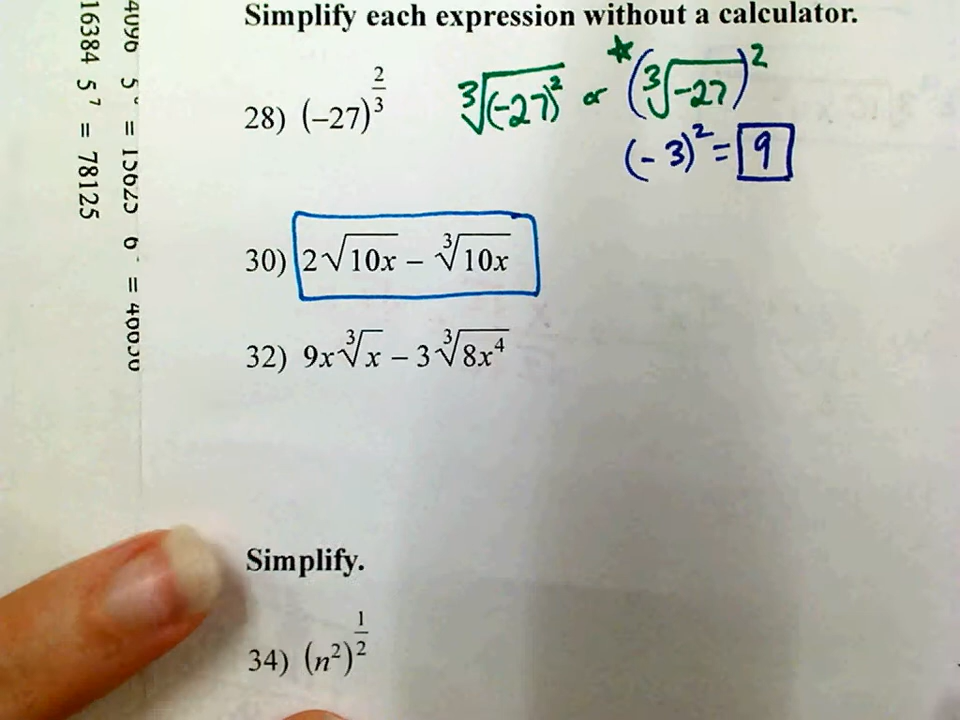 Simplify each expression without a calculator.
28) (−27)^(2/3) ∛(-27)² or ★(∛-27)²
(-3)² = 9
30) 2√10x − ∛10x
32) 9x∛x − 3∛8x⁴
Simplify.
34) (n²)^(1/2)
16384 5⁷ = 78125